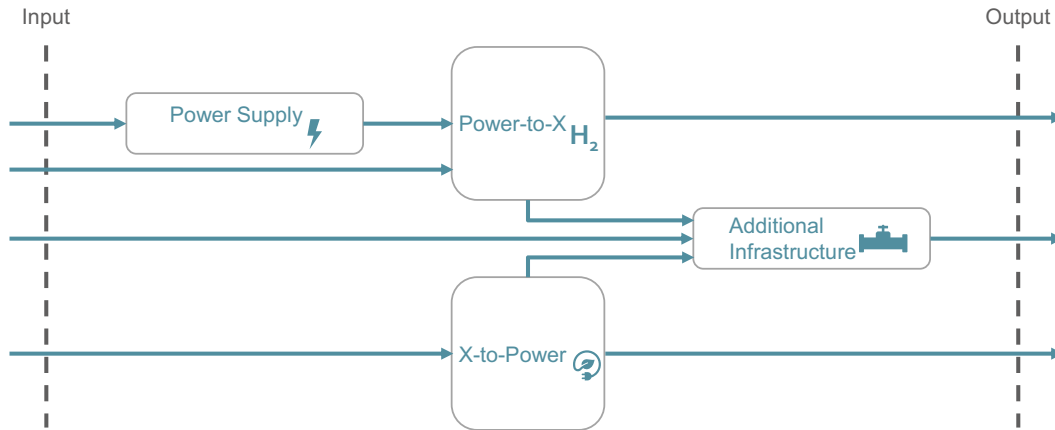 Input
Output
Power Supply
Power-to-X
H₂
Additional
Infrastructure
X-to-Power